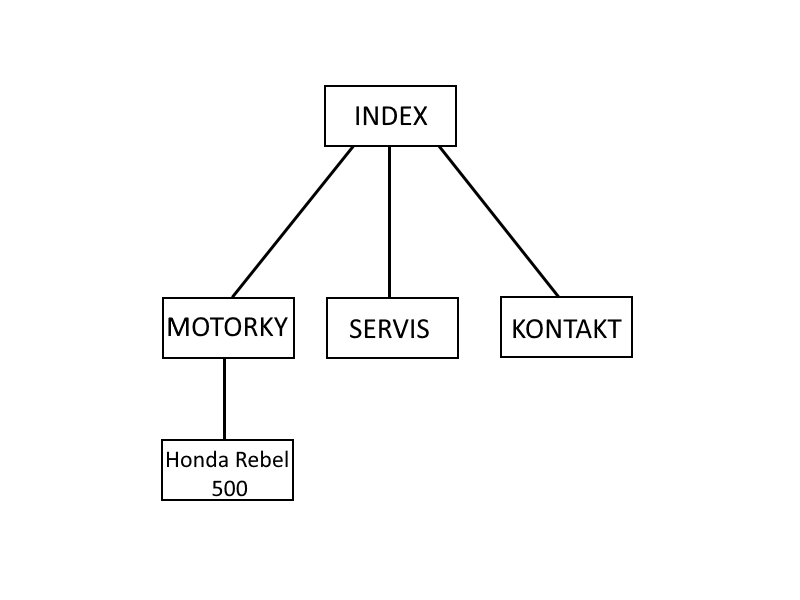 INDEX
MOTORKY
SERVIS
KONTAKT
Honda Rebel
500